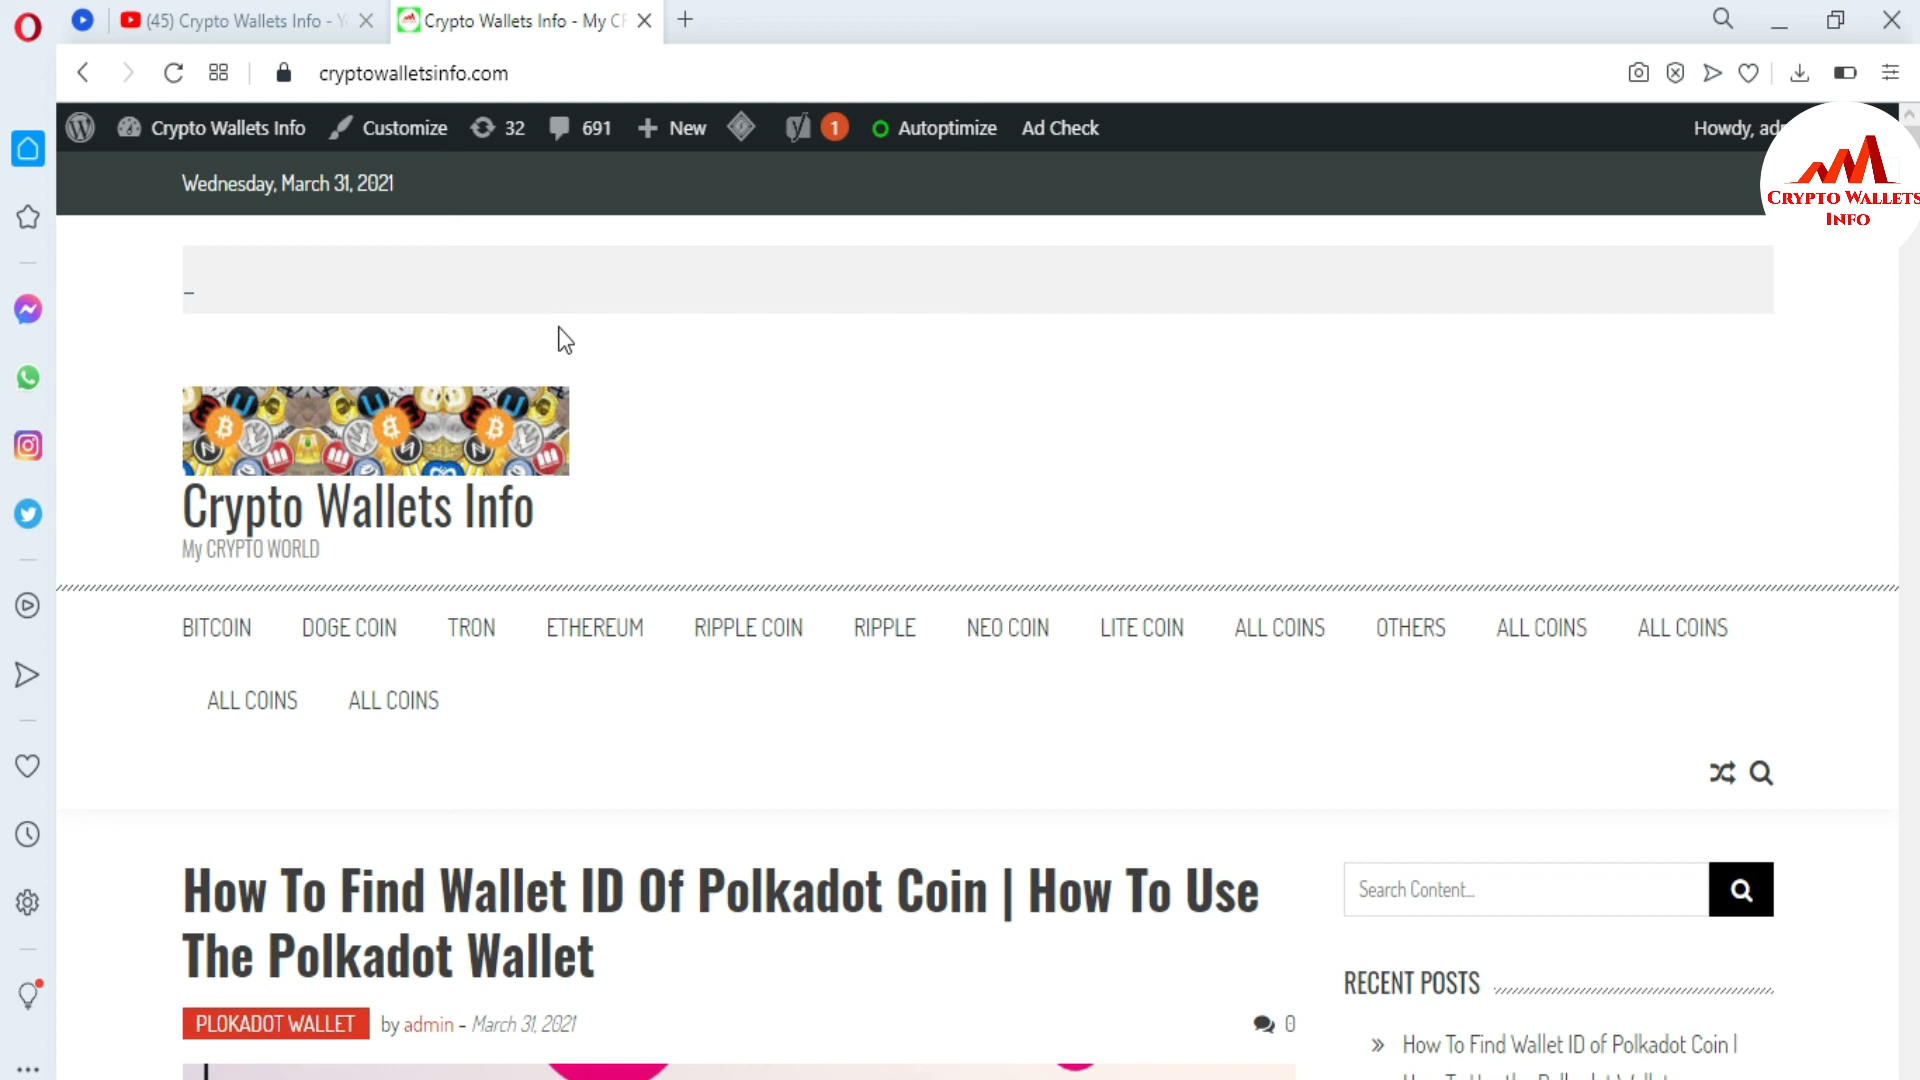 (45) Crypto Wallets Info -
Crypto Wallets Info - My
cryptowalletsinfo.com
Crypto Wallets Info
Customize
32
691
New
1
Autoptimize
Ad Check
Howdy,
CRYPTO WALLETS
INFO
Wednesday, March 31, 2021
Crypto Wallets Info
My CRYPTO WORLD
BITCOIN DOGE COIN TRON ETHEREUM RIPPLE COIN RIPPLE NEO COIN LITE COIN ALL COINS OTHERS ALL COINS ALL COINS
ALL COINS ALL COINS
How To Find Wallet ID Of Polkadot Coin | How To Use
The Polkadot Wallet
PLOKADOT WALLET by admin - March 31, 2021
0
Search Content...
RECENT POSTS
» How To Find Wallet ID of Polkadot Coin |